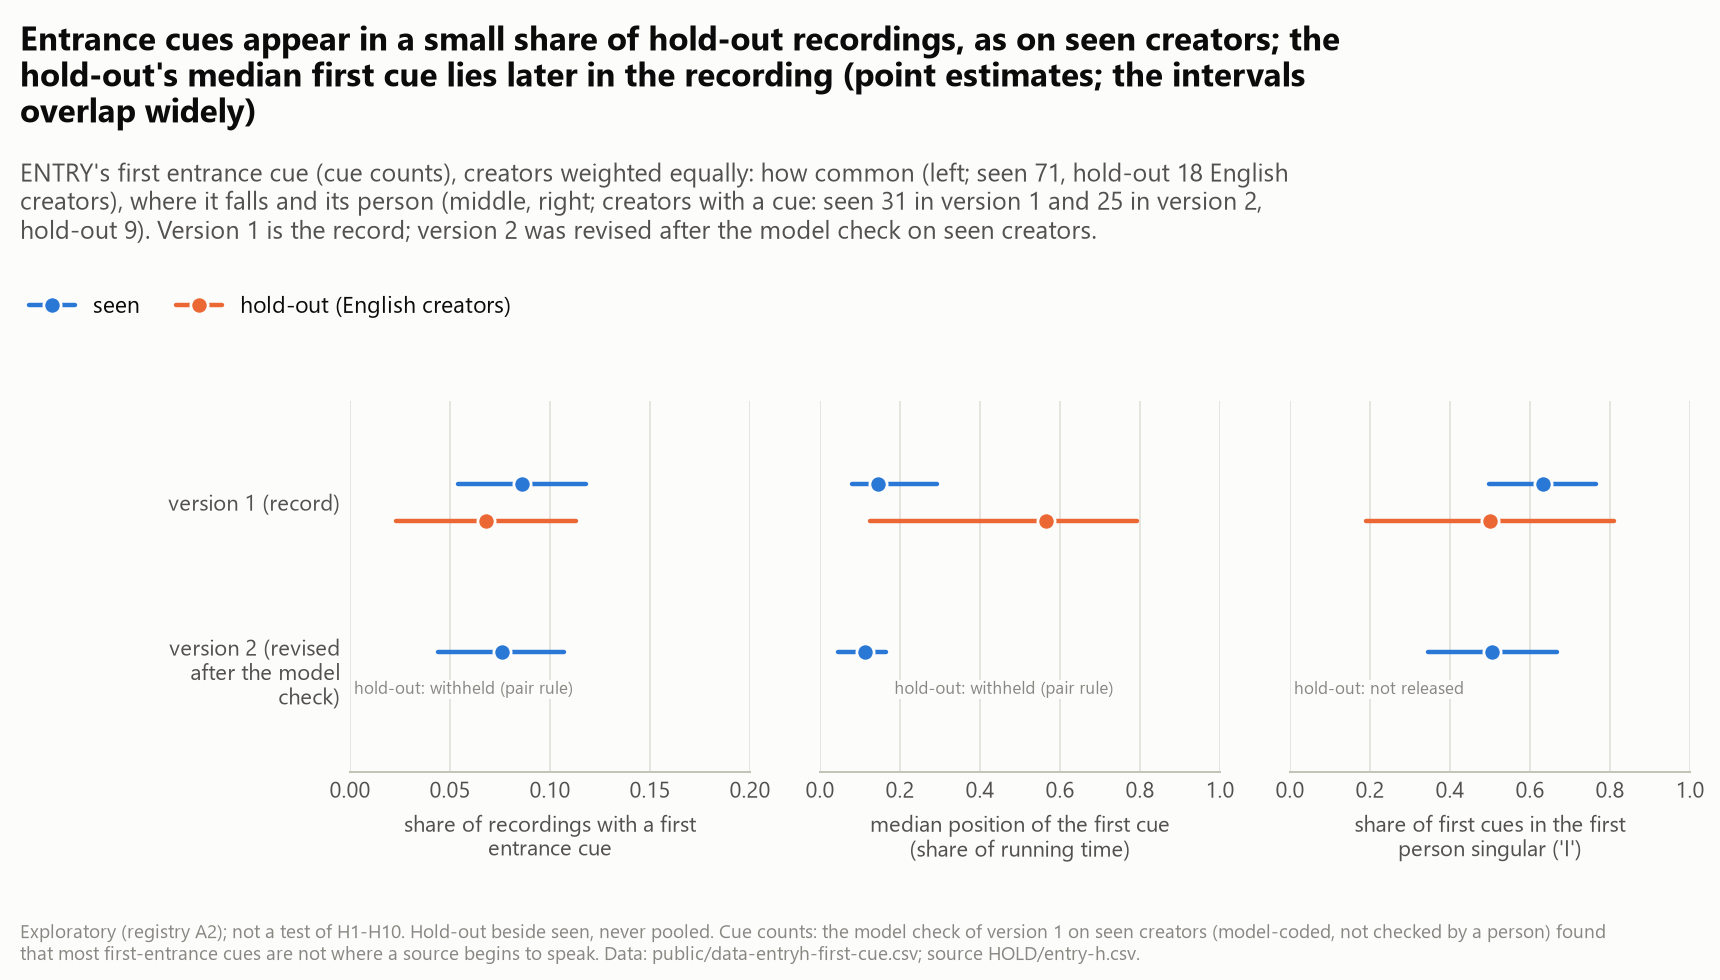 Entrance cues appear in a small share of hold-out recordings, as on seen creators; the
hold-out's median first cue lies later in the recording (point estimates; the intervals
overlap widely)
ENTRY's first entrance cue (cue counts), creators weighted equally: how common (left; seen 71, hold-out 18 English
creators), where it falls and its person (middle, right; creators with a cue: seen 31 in version 1 and 25 in version 2,
hold-out 9). Version 1 is the record; version 2 was revised after the model check on seen creators.
seen
hold-out (English creators)
version 1 (record)
version 2 (revised
after the model
check)
hold-out: withheld (pair rule)
hold-out: withheld (pair rule)
hold-out: not released
0.00 0.05 0.10 0.15 0.20
0.0 0.2 0.4 0.6 0.8 1.0
0.0 0.2 0.4 0.6 0.8 1.0
share of recordings with a first
entrance cue
median position of the first cue
(share of running time)
share of first cues in the first
person singular ('I')
Exploratory (registry A2); not a test of H1-H10. Hold-out beside seen, never pooled. Cue counts: the model check of version 1 on seen creators (model-coded, not checked by a person) found
that most first-entrance cues are not where a source begins to speak. Data: public/data-entryh-first-cue.csv; source HOLD/entry-h.csv.